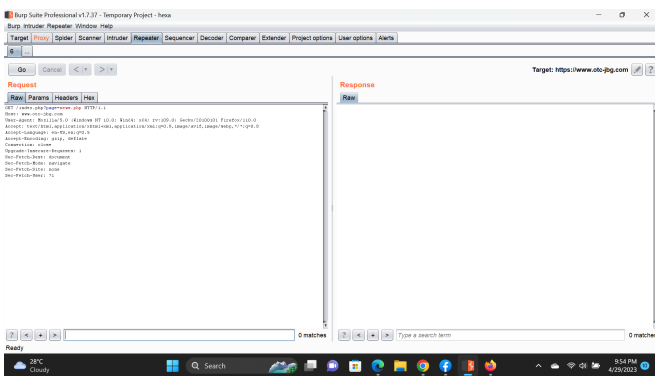 Burp Suite Professional v1.7.37 - Temporary Project - hexa
Burp Intruder Repeater Window Help
Target Proxy Spider Scanner Intruder Repeater Sequencer Decoder Comparer Extender Project options User options Alerts
6 ...
Go Cancel < > Target: https://www.otc-jbg.com ?
Request
Raw Params Headers Hex
GET /index.php?page=news.php HTTP/1.1
Host: www.otc-jbg.com
User-Agent: Mozilla/5.0 (Windows NT 10.0; Win64; x64; rv:109.0) Gecko/20100101 Firefox/110.0
Accept: text/html,application/xhtml+xml,application/xml;q=0.9,image/avif,image/webp,*/*;q=0.8
Accept-Language: en-US,en;q=0.5
Accept-Encoding: gzip, deflate
Connection: close
Upgrade-Insecure-Requests: 1
Sec-Fetch-Dest: document
Sec-Fetch-Mode: navigate
Sec-Fetch-Site: none
Sec-Fetch-User: ?1
? < + > 0 matches
Ready
Response
Raw
? < + > Type a search term 0 matches
28°C
Cloudy
Search
9:54 PM
4/29/2023